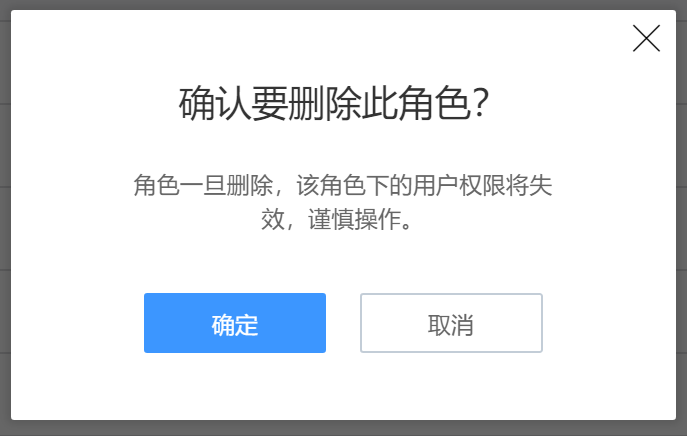 确认要删除此角色？
角色一旦删除，该角色下的用户权限将失
效，谨慎操作。
确定
取消